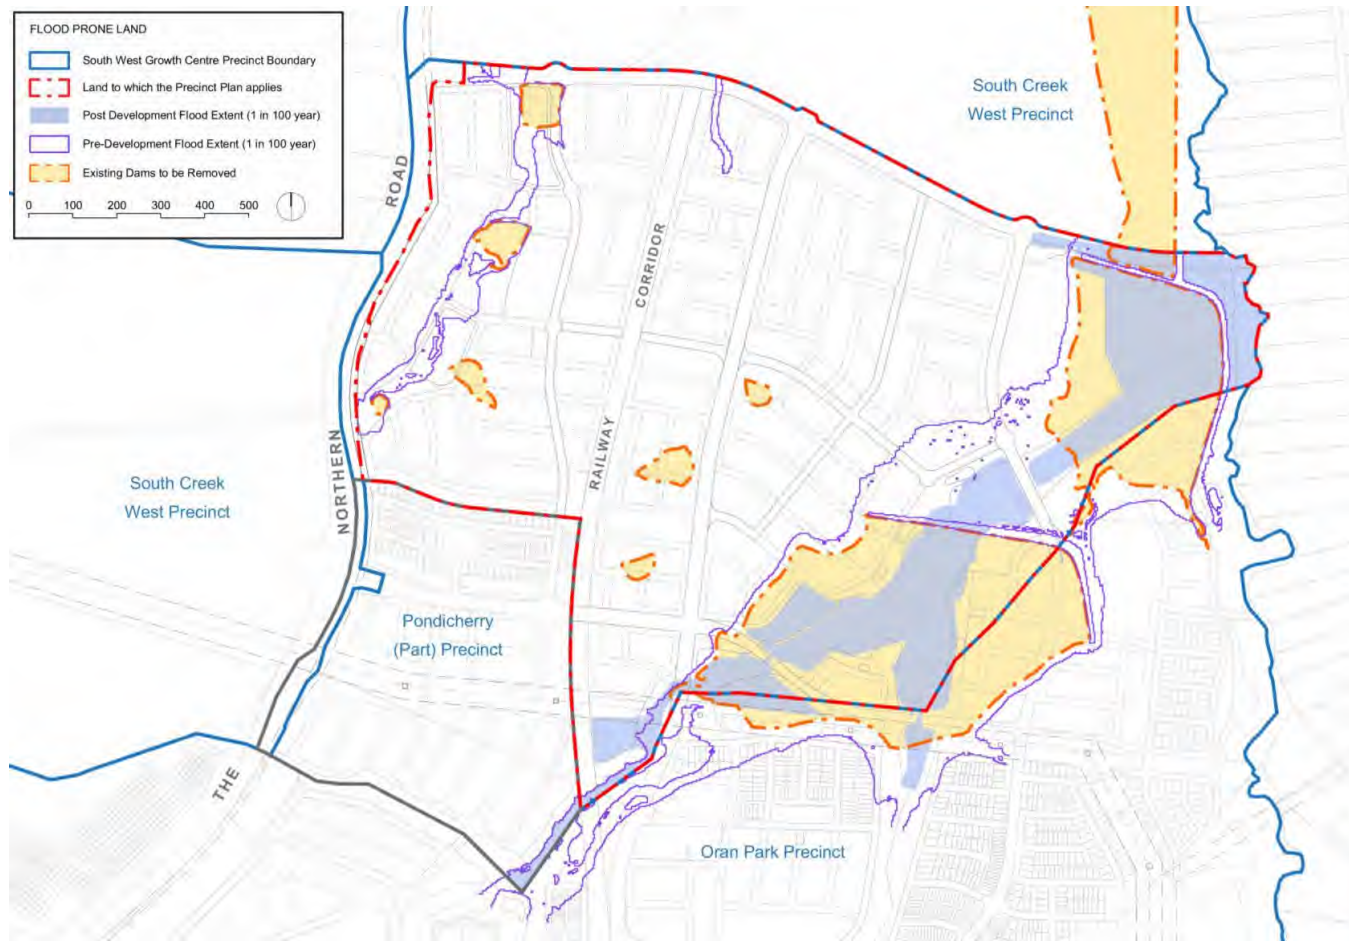 FLOOD PRONE LAND
South West Growth Centre Precinct Boundary
Land to which the Precinct Plan applies
Post Development Flood Extent (1 in 100 year)
Pre-Development Flood Extent (1 in 100 year)
Existing Dams to be Removed
0 100 200 300 400 500
South Creek
West Precinct
ROAD
CORRIDOR
RAILWAY
NORTHERN
South Creek
West Precinct
Pondicherry
(Part) Precinct
THE
Oran Park Precinct